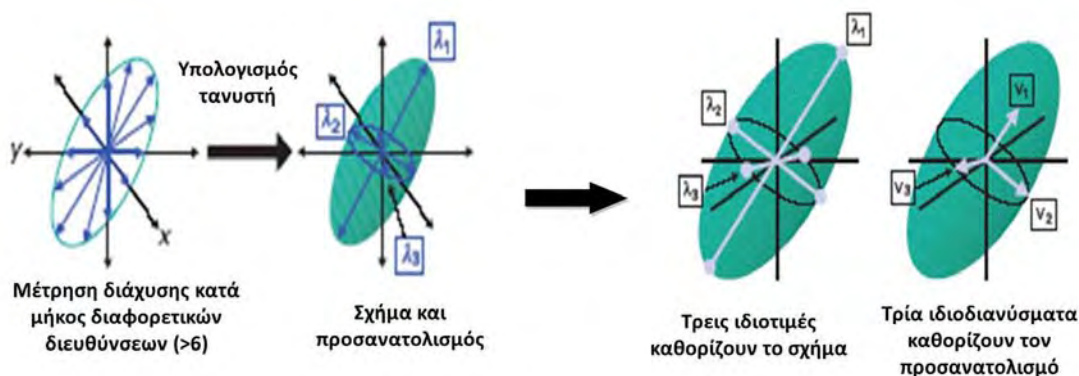 Υπολογισμός
τανυστή
y
x
Μέτρηση διάχυσης κατά
μήκος διαφορετικών
διευθύνσεων (>6)
λ₁
λ₂
λ₃
Σχήμα και
προσανατολισμός
λ₁
λ₂
λ₃
Τρεις ιδιοτιμές
καθορίζουν το σχήμα
V₁
V₃
V₂
Τρία ιδιοδιανύσματα
καθορίζουν τον
προσανατολισμό